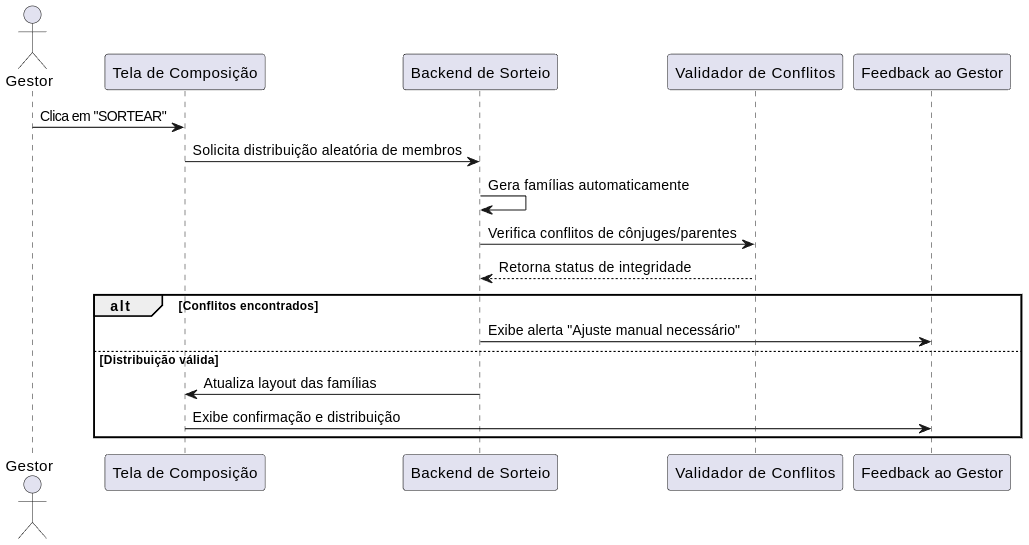 Gestor
Tela de Composição
Backend de Sorteio
Validador de Conflitos
Feedback ao Gestor
Clica em "SORTEAR"
Solicita distribuição aleatória de membros
Gera famílias automaticamente
Verifica conflitos de cônjuges/parentes
Retorna status de integridade
alt
[Conflitos encontrados]
Exibe alerta "Ajuste manual necessário"
[Distribuição válida]
Atualiza layout das famílias
Exibe confirmação e distribuição
Gestor
Tela de Composição
Backend de Sorteio
Validador de Conflitos
Feedback ao Gestor